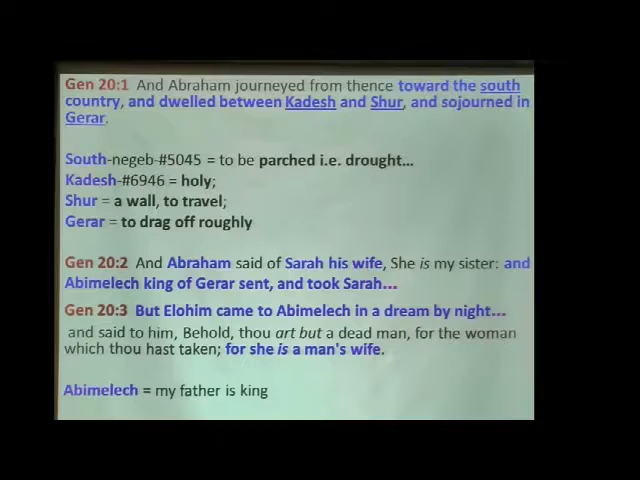 Gen 20:1 And Abraham journeyed from thence toward the south
country, and dwelled between Kadesh and Shur, and sojourned in
Gerar.
South-negeb-#5045 = to be parched i.e. drought…
Kadesh-#6946 = holy;
Shur = a wall, to travel;
Gerar = to drag off roughly
Gen 20:2 And Abraham said of Sarah his wife, She is my sister: and
Abimelech king of Gerar sent, and took Sarah…
Gen 20:3 But Elohim came to Abimelech in a dream by night…
and said to him, Behold, thou art but a dead man, for the woman
which thou hast taken; for she is a man's wife.
Abimelech = my father is king